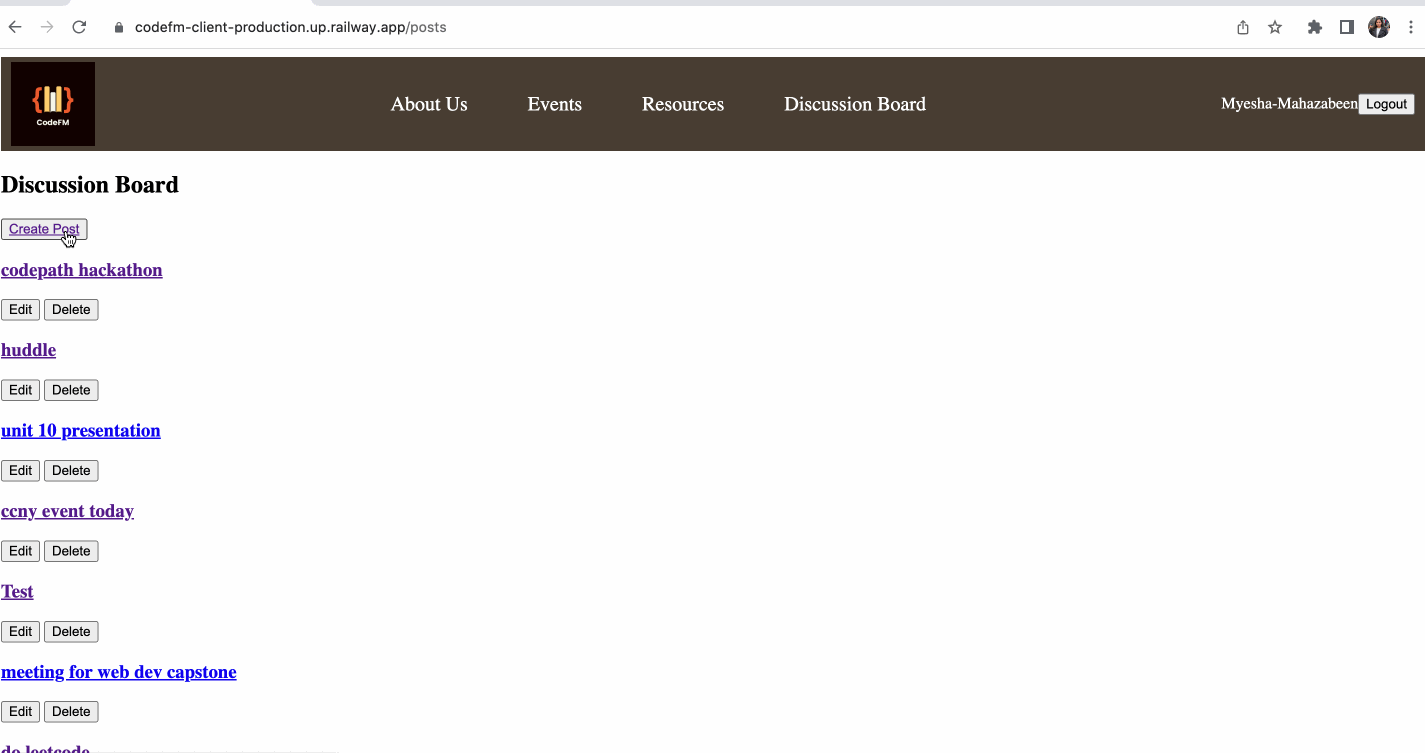 codefm-client-production.up.railway.app/posts
{ }
CodeFM
About Us Events Resources Discussion Board Myesha-Mahazabeen Logout
Discussion Board
Create Post
codepath hackathon
Edit Delete
huddle
Edit Delete
unit 10 presentation
Edit Delete
ccny event today
Edit Delete
Test
Edit Delete
meeting for web dev capstone
Edit Delete
do leetcode